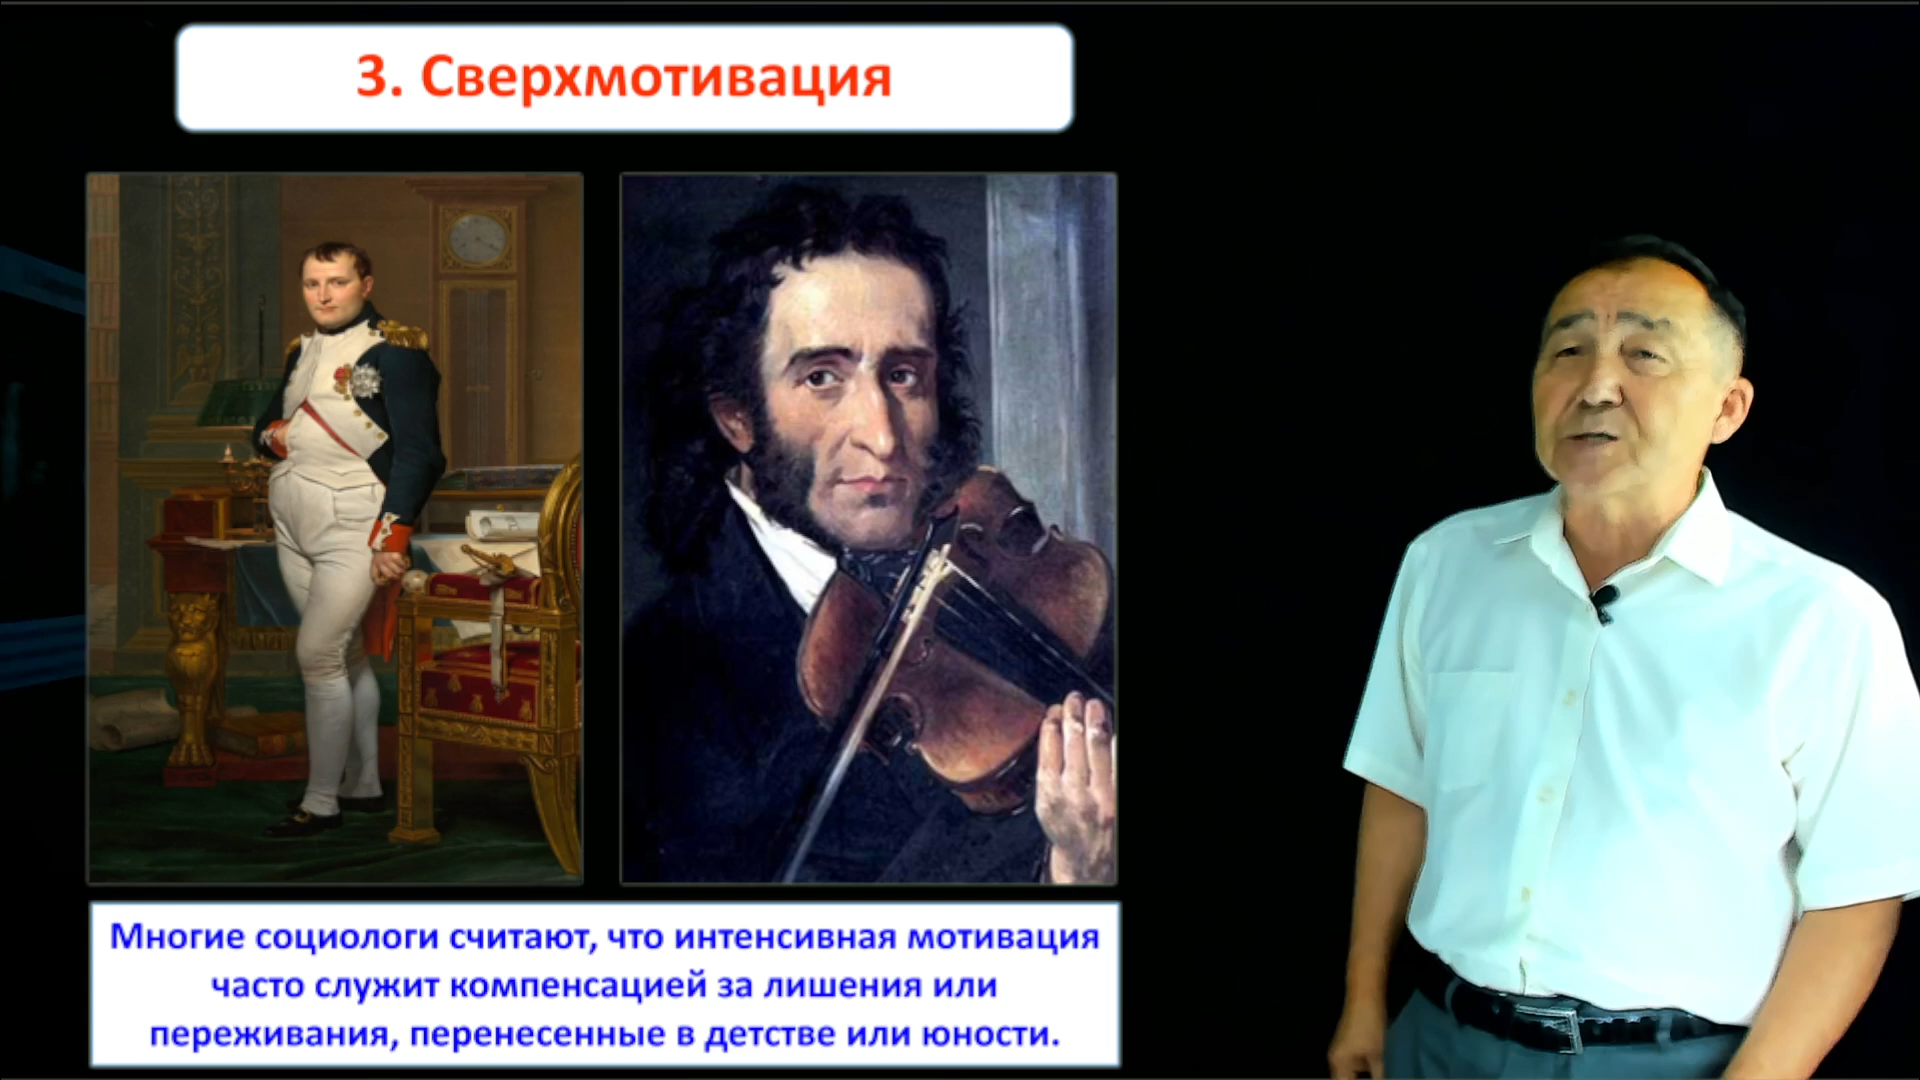 3. Сверхмотивация
Многие социологи считают, что интенсивная мотивация
часто служит компенсацией за лишения или
переживания, перенесенные в детстве или юности.